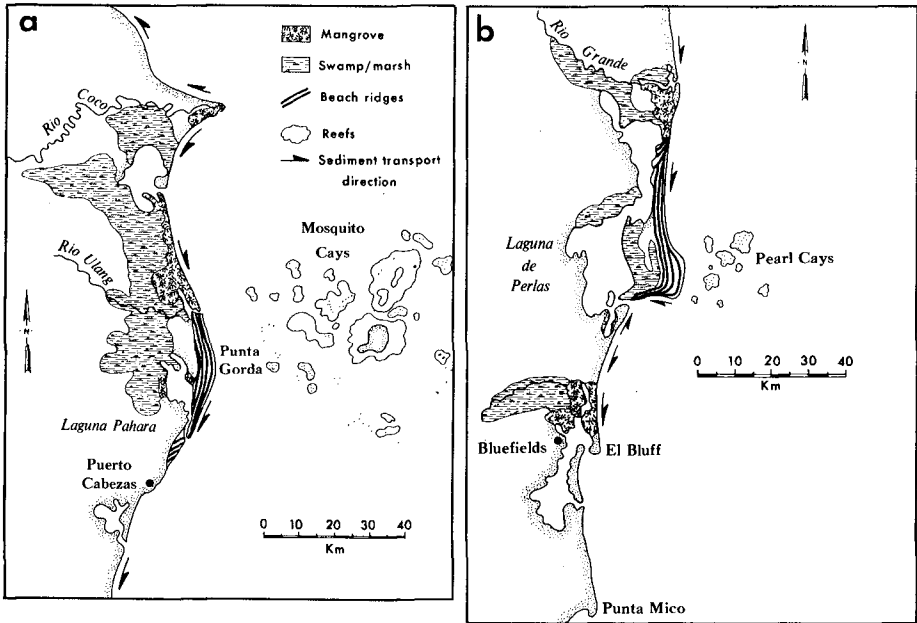 a
Mangrove
Swamp/marsh
Beach ridges
Reefs
Sediment transport
direction
Rio Coco
Mosquito
Cays
Rio Ulang
N
Punta
Gorda
Laguna Pahara
Puerto
Cabezas
0 10 20 30 40
Km
b
Rio Grande
N
Laguna
de
Perlas
Pearl Cays
0 10 20 30 40
Km
Bluefields
El Bluff
Punta Mico